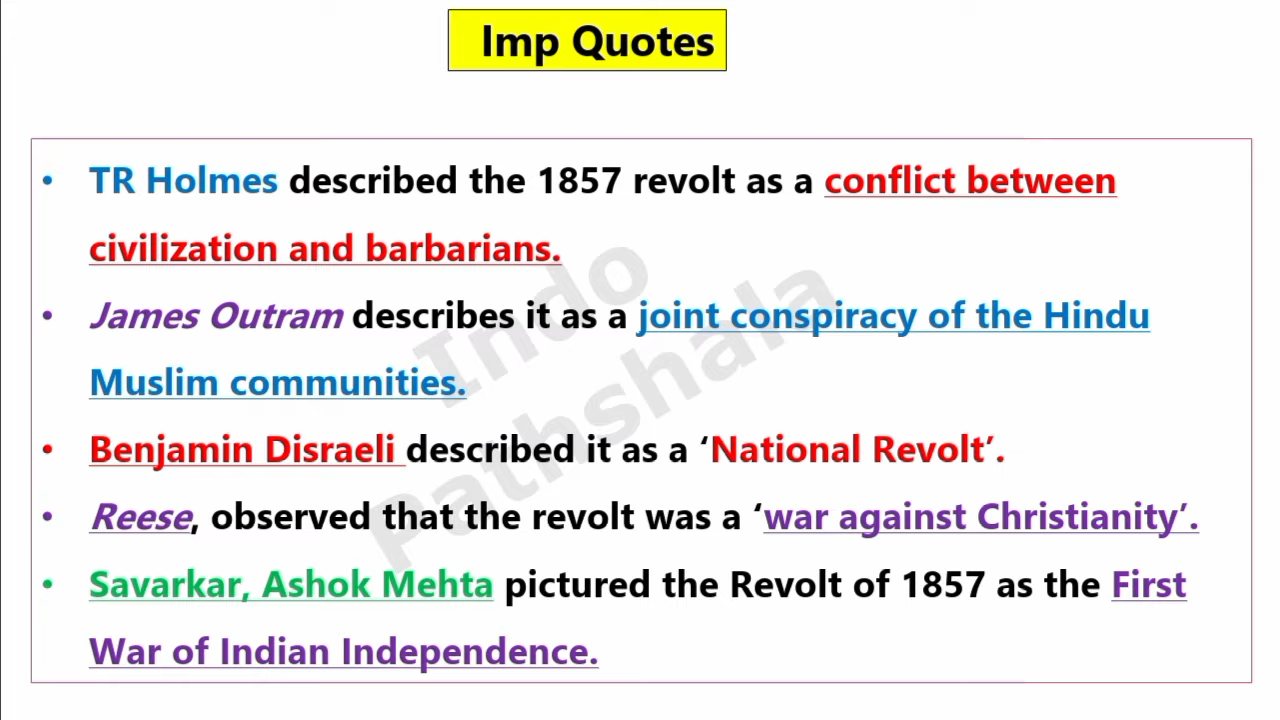 Imp Quotes
• TR Holmes described the 1857 revolt as a conflict between
civilization and barbarians.
• James Outram describes it as a joint conspiracy of the Hindu
Muslim communities.
• Benjamin Disraeli described it as a ‘National Revolt’.
• Reese, observed that the revolt was a ‘war against Christianity’.
• Savarkar, Ashok Mehta pictured the Revolt of 1857 as the First
War of Indian Independence.
Indo
Pathshala